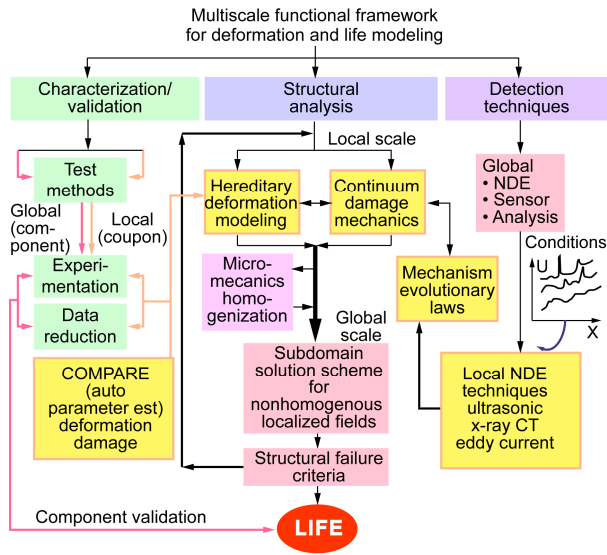 Multiscale functional framework
for deformation and life modeling
Characterization/
validation
Structural
analysis
Detection
techniques
Local scale
Test
methods
Global
(com-
ponent)
Local
(coupon)
Experi-
mentation
Data
reduction
COMPARE
(auto
parameter est)
deformation
damage
Hereditary
deformation
modeling
Continuum
damage
mechanics
Micro-
mecanics
homo-
genization
Global
scale
Subdomain
solution scheme
for
nonhomogenous
localized fields
Structural failure
criteria
LIFE
Component validation
Mechanism
evolutionary
laws
Global
• NDE
• Sensor
• Analysis
Conditions
U
X
Local NDE
techniques
ultrasonic
x-ray CT
eddy current